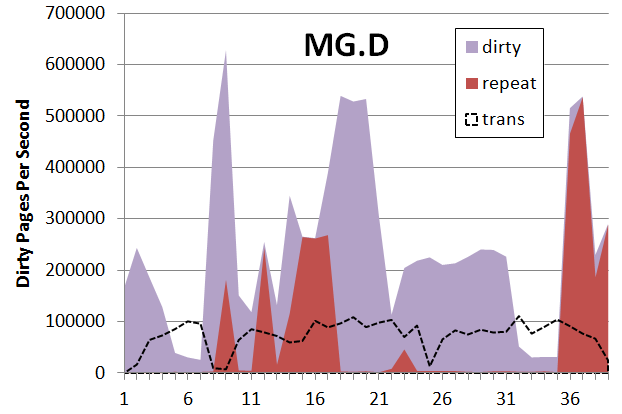 MG.D
dirty
repeat
trans
Dirty Pages Per Second
700000
600000
500000
400000
300000
200000
100000
0
1 6 11 16 21 26 31 36